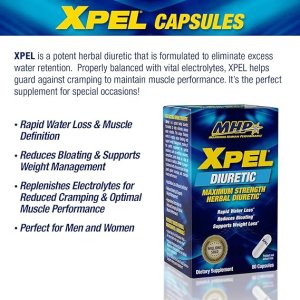 XPEL CAPSULES
XPEL is a potent herbal diuretic that is formulated to eliminate excess
water retention. Properly balanced with vital electrolytes, XPEL helps
guard against cramping to maintain muscle performance. It's the perfect
supplement for special occasions!
• Rapid Water Loss & Muscle
Definition
• Reduces Bloating & Supports
Weight Management
• Replenishes Electrolytes for
Reduced Cramping & Optimal
Muscle Performance
• Perfect for Men and Women
MHP
XPEL
DIURETIC
MAXIMUM STRENGTH
HERBAL DIURETIC
Rapid Water Loss
Reduces Bloating
Supports Weight Loss
Dietary Supplement
80 Capsules